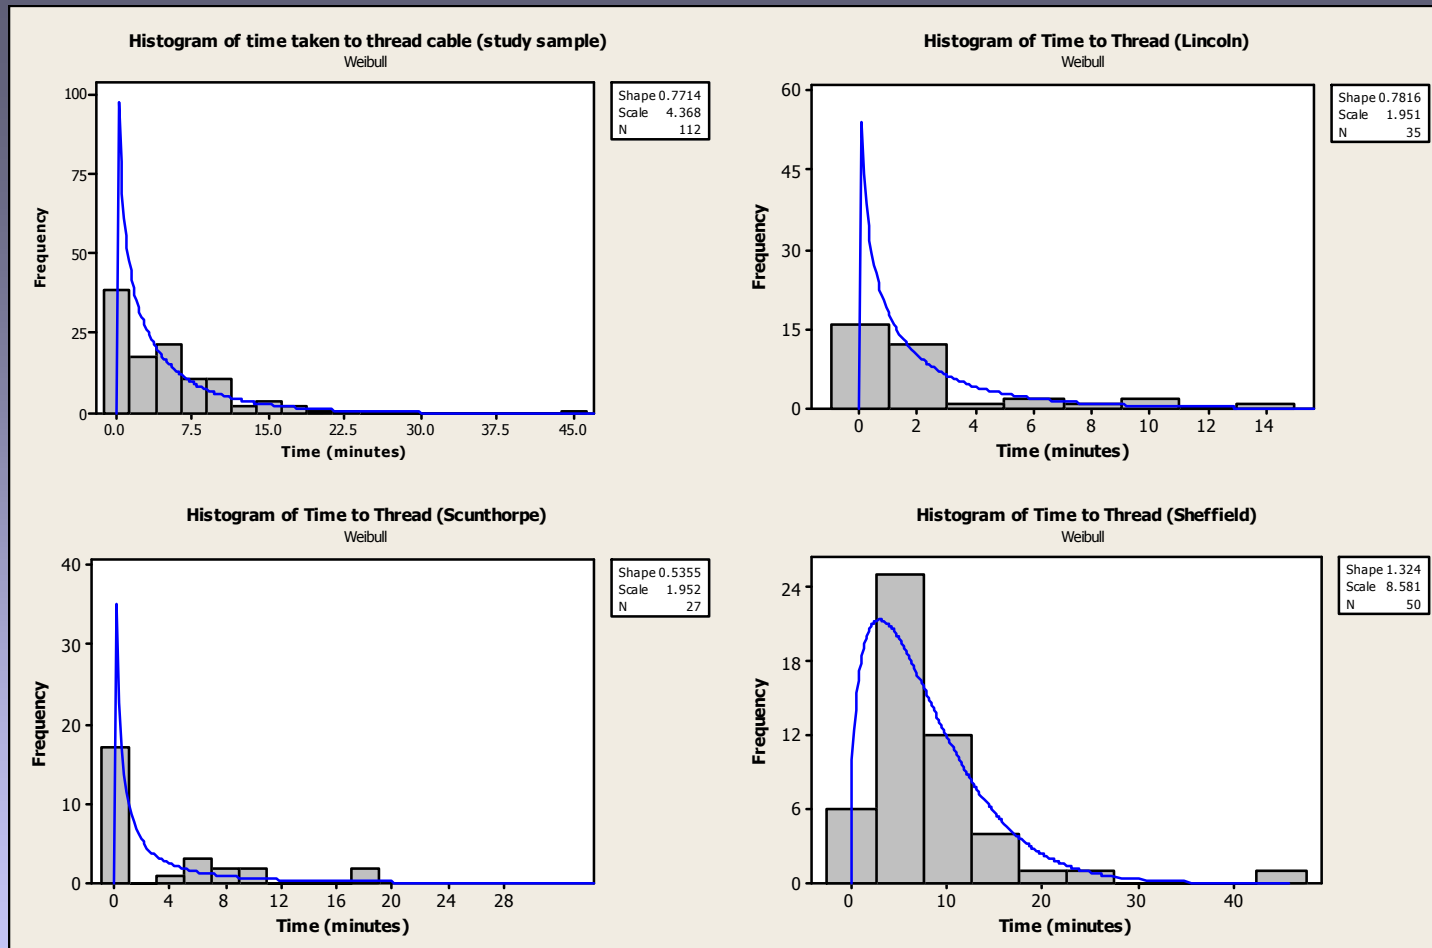 Histogram of time taken to thread cable (study sample)
Weibull
100
75
50
25
0
Frequency
0.0 7.5 15.0 22.5 30.0 37.5 45.0
Time (minutes)
Shape 0.7714
Scale 4.368
N 112
Histogram of Time to Thread (Lincoln)
Weibull
60
45
30
15
0
Frequency
0 2 4 6 8 10 12 14
Time (minutes)
Shape 0.7816
Scale 1.951
N 35
Histogram of Time to Thread (Scunthorpe)
Weibull
40
30
20
10
0
Frequency
0 4 8 12 16 20 24 28
Time (minutes)
Shape 0.5355
Scale 1.952
N 27
Histogram of Time to Thread (Sheffield)
Weibull
24
18
12
6
0
Frequency
0 10 20 30 40
Time (minutes)
Shape 1.324
Scale 8.581
N 50